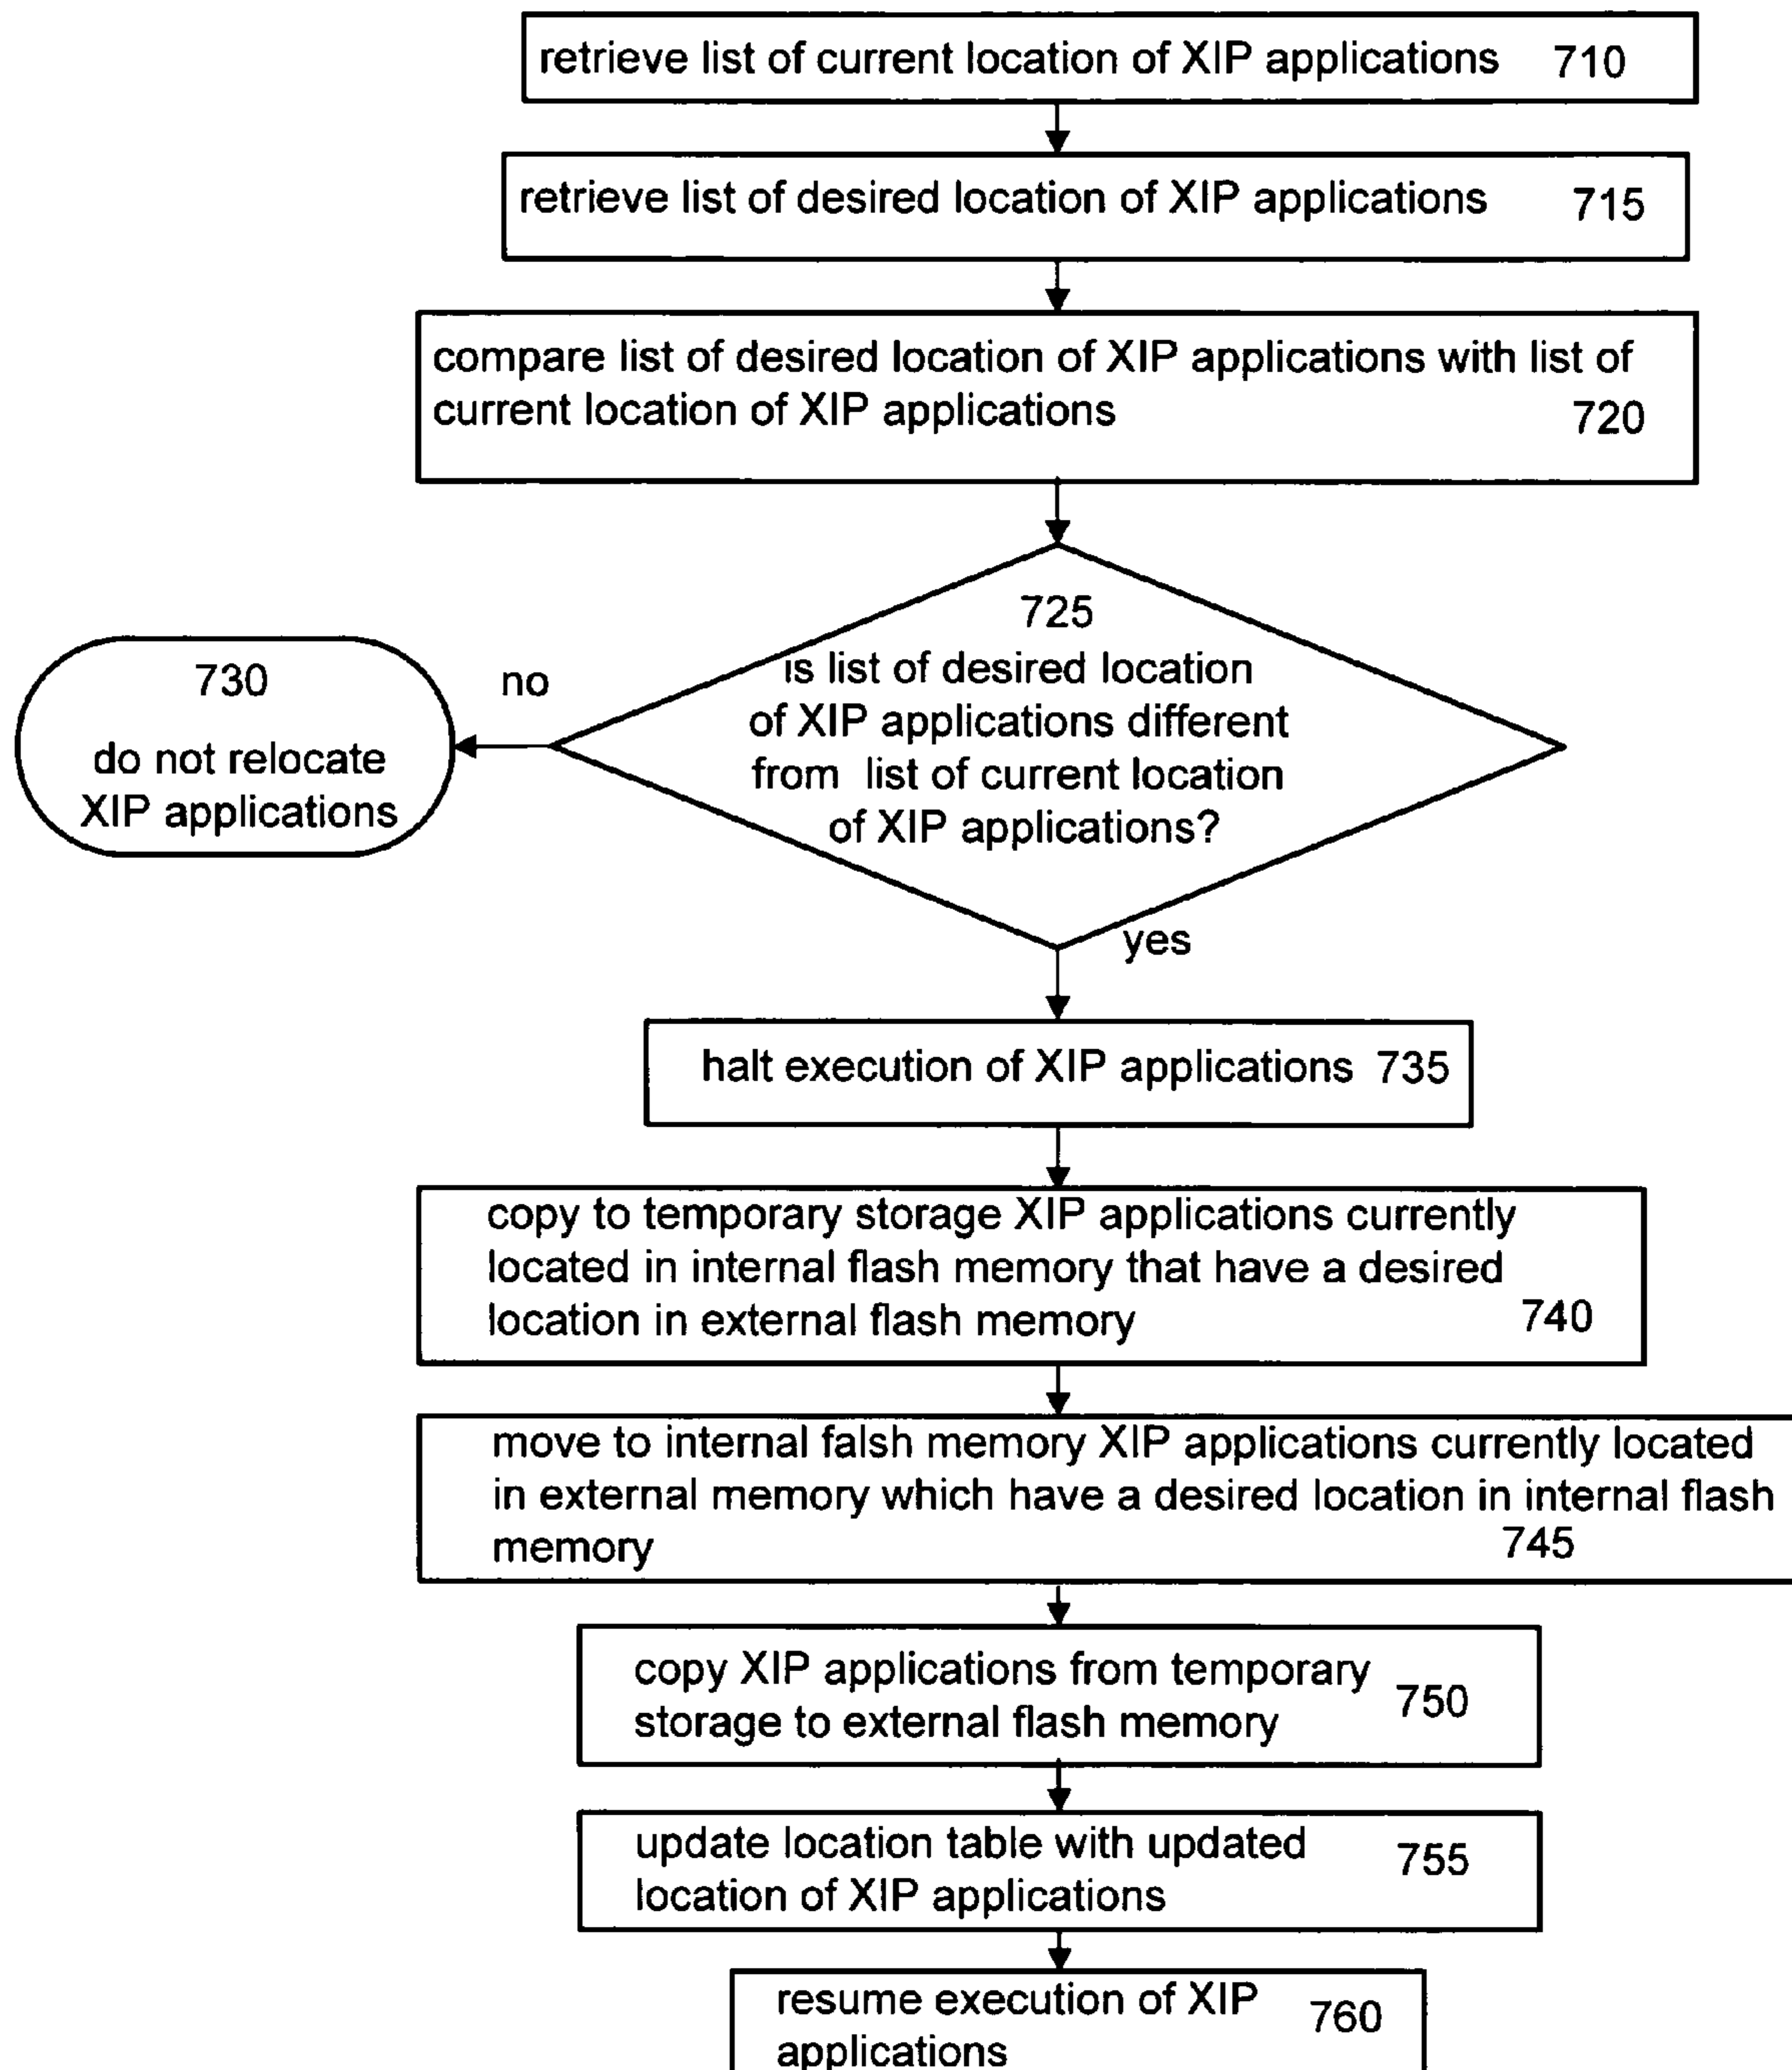 retrieve list of current location of XIP applications 710
retrieve list of desired location of XIP applications 715
compare list of desired location of XIP applications with list of
current location of XIP applications 720
725
is list of desired location
of XIP applications different
from list of current location
of XIP applications?
no
730
do not relocate
XIP applications
yes
halt execution of XIP applications 735
copy to temporary storage XIP applications currently
located in internal flash memory that have a desired
location in external flash memory 740
move to internal falsh memory XIP applications currently located
in external memory which have a desired location in internal flash
memory 745
copy XIP applications from temporary
storage to external flash memory 750
update location table with updated 755
location of XIP applications
resume execution of XIP 760
applications